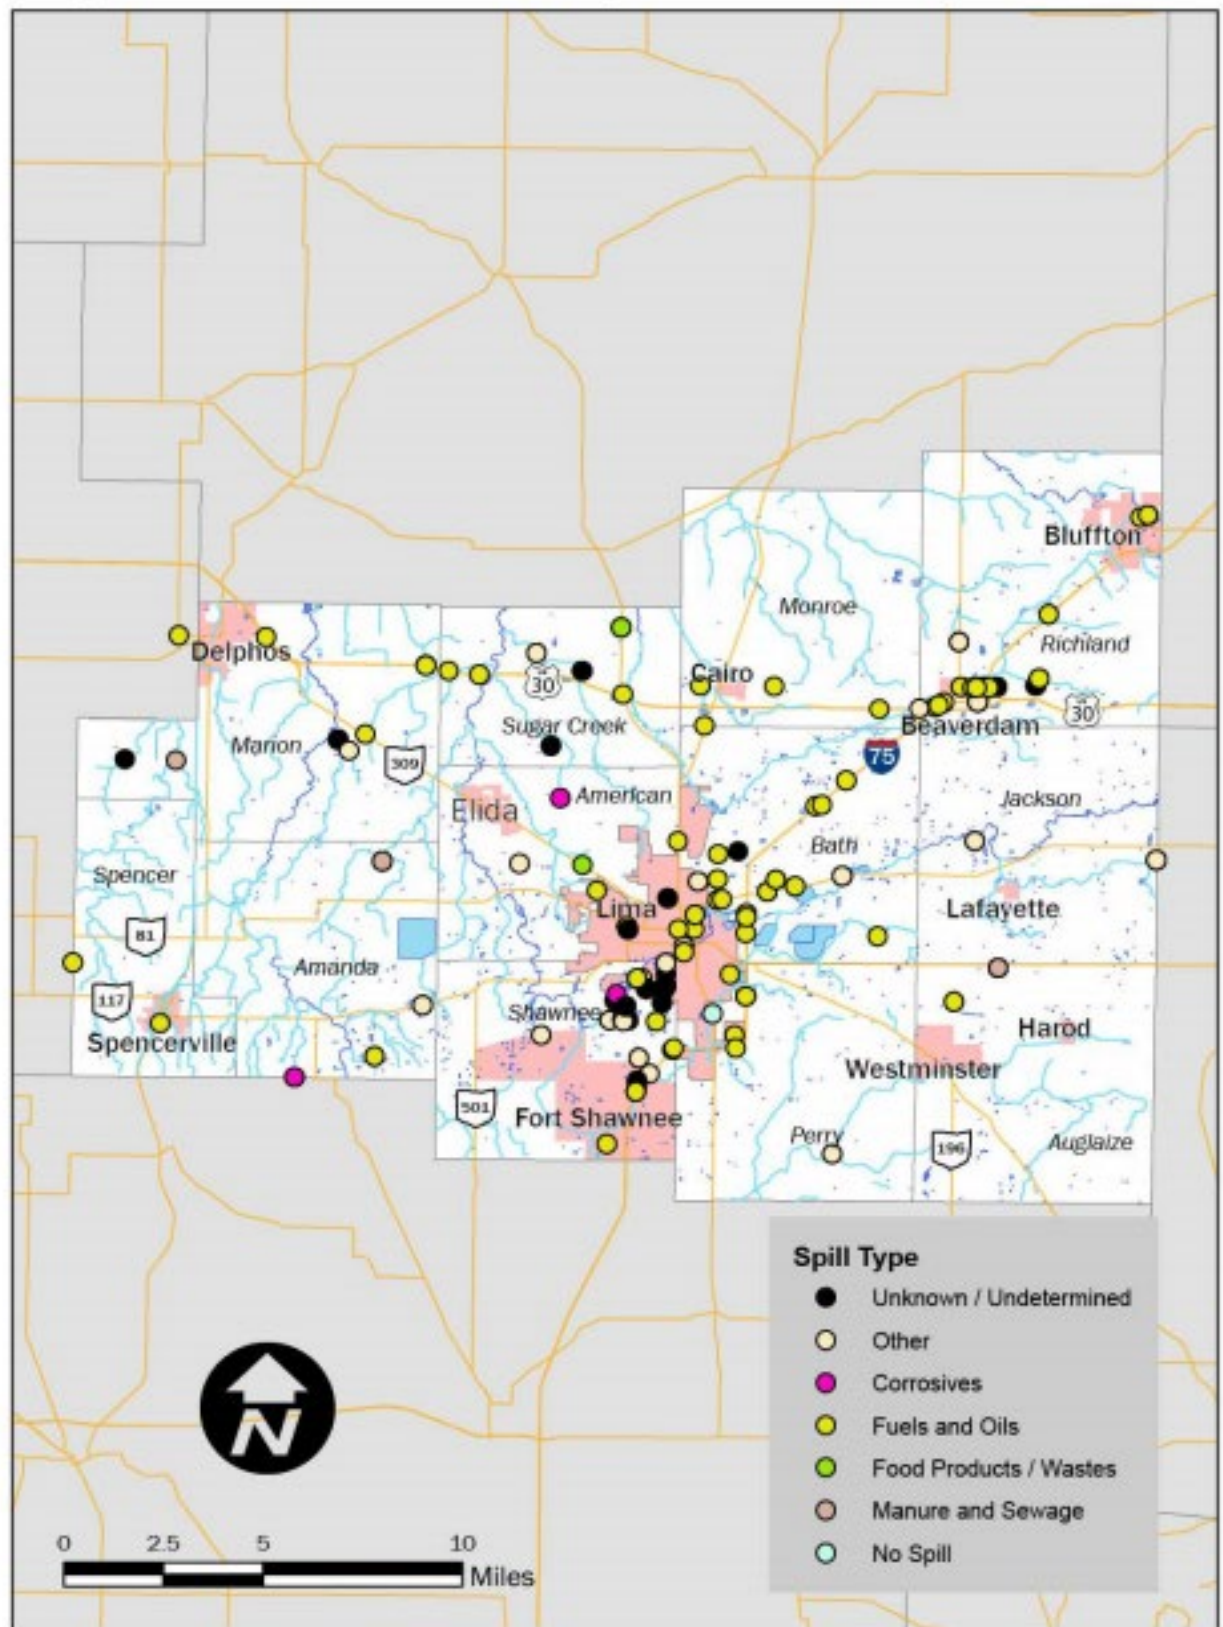 Bluffton
Monroe
Richland
Delphos
Cairo
30
Sugar Creek
30
Beaverdam
Marion
309
75
Elida
American
Jackson
Bath
Spencer
Lima
Lafayette
81
Amanda
117
Shawnee
Spencerville
Harod
Westminster
501
Fort Shawnee
Perry
196
Auglaize
Spill Type
Unknown / Undetermined
Other
Corrosives
Fuels and Oils
Food Products / Wastes
Manure and Sewage
No Spill
N
0 2.5 5 10
Miles